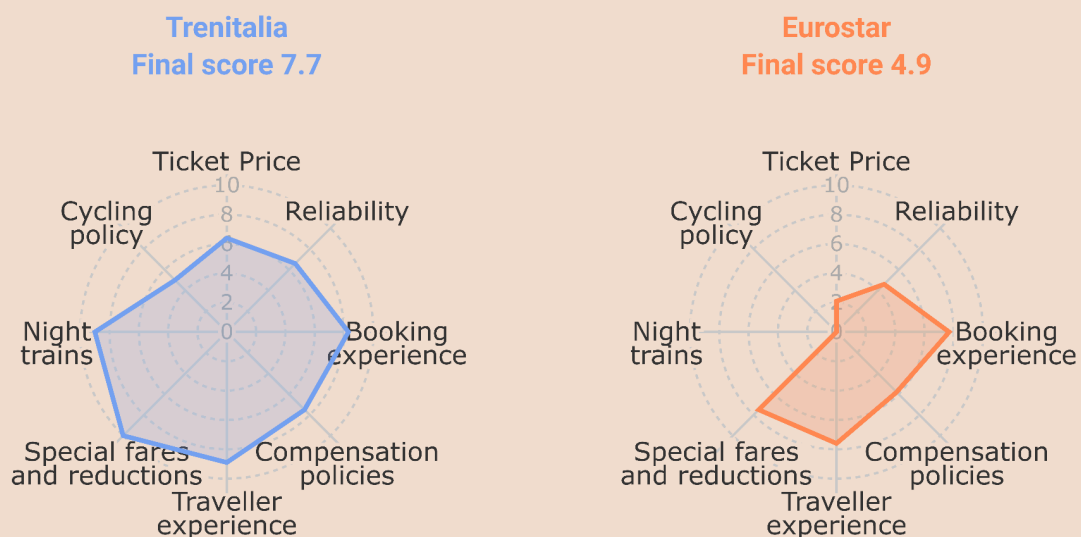 Trenitalia
Final score 7.7
Ticket Price
Cycling
policy
Reliability
10
8
6
4
2
0
Night
trains
Booking
experience
Special fares
and reductions
Compensation
policies
Traveller
experience
Eurostar
Final score 4.9
Ticket Price
Cycling
policy
Reliability
10
8
6
4
2
0
Night
trains
Booking
experience
Special fares
and reductions
Compensation
policies
Traveller
experience